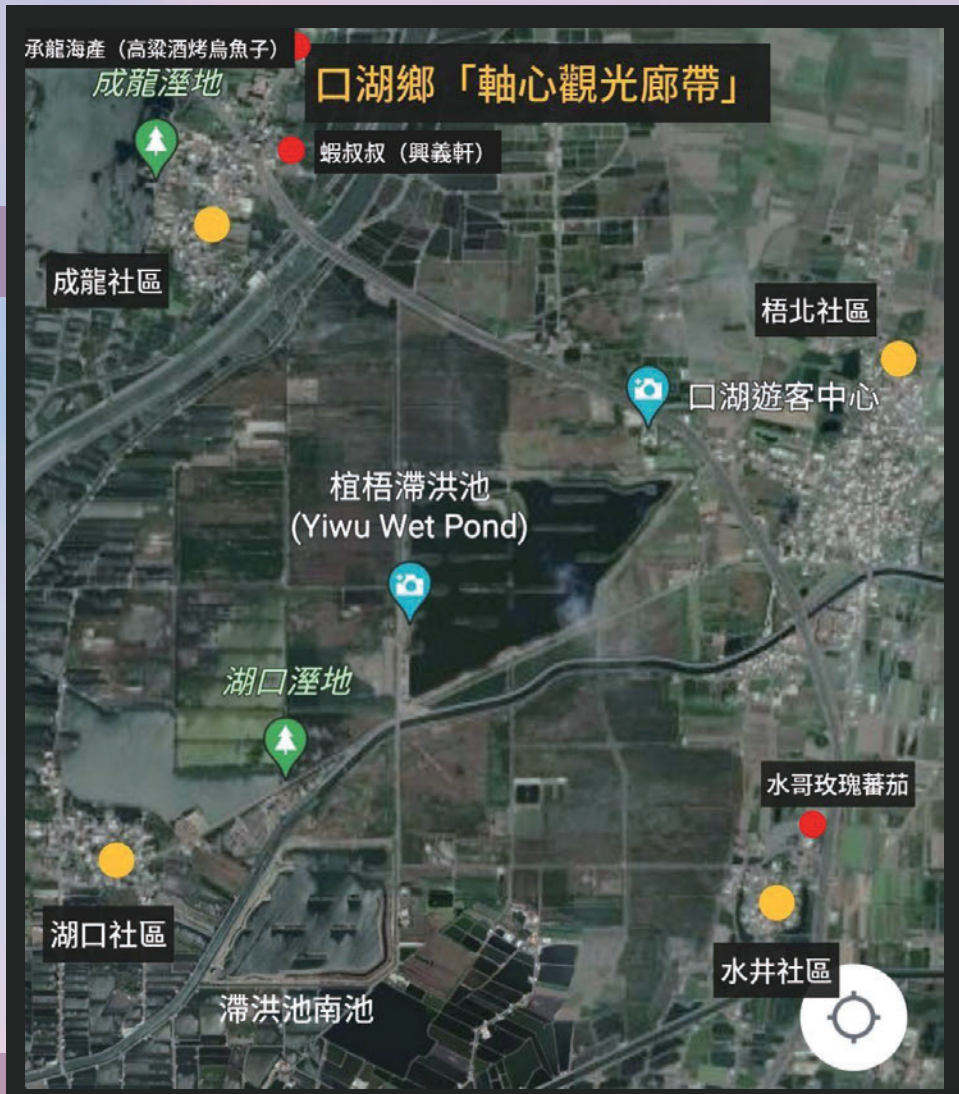 承龍海產（高粱酒烤烏魚子）
成龍溼地
口湖鄉「軸心觀光廊帶」
蝦叔叔（興義軒）
成龍社區
梧北社區
口湖遊客中心
椬梧滯洪池
(Yiwu Wet Pond)
湖口溼地
水哥玫瑰蕃茄
湖口社區
水井社區
滯洪池南池